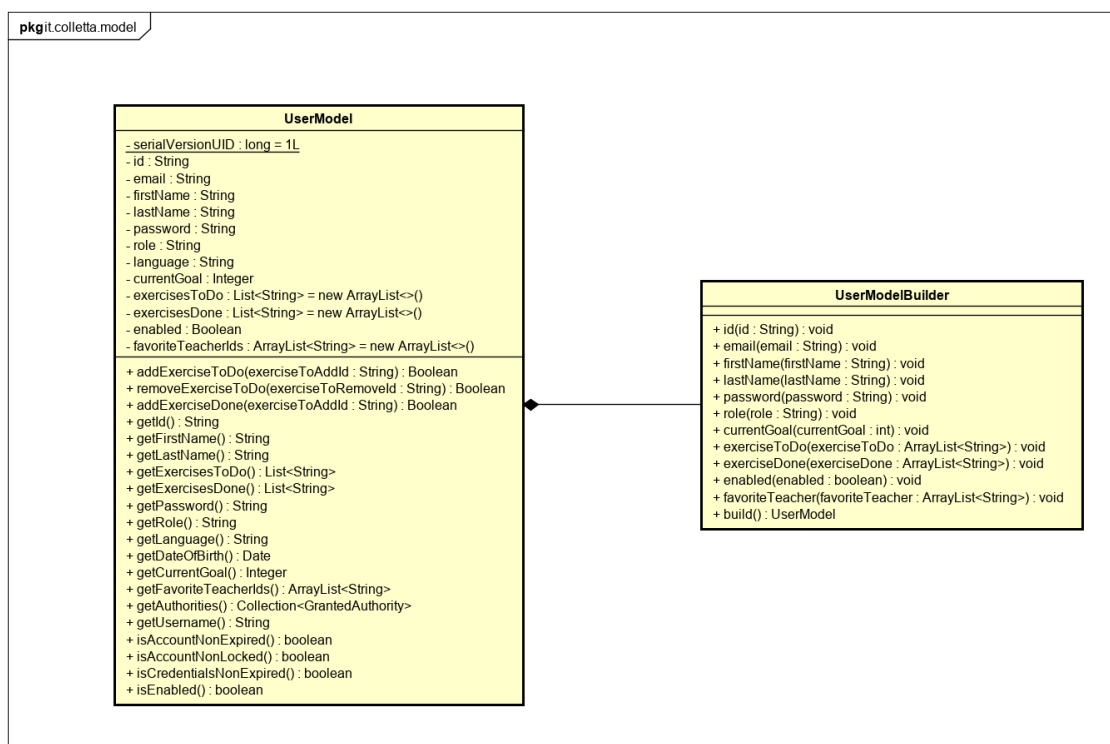 pkg it.colletta.model
UserModel
- serialVersionUID : long = 1L
- id : String
- email : String
- firstName : String
- lastName : String
- password : String
- role : String
- language : String
- currentGoal : Integer
- exercisesToDo : List<String> = new ArrayList<>()
- exercisesDone : List<String> = new ArrayList<>()
- enabled : Boolean
- favoriteTeacherIds : ArrayList<String> = new ArrayList<>()
+ addExerciseToDo(exerciseToAddId : String) : Boolean
+ removeExerciseToDo(exerciseToRemoveId : String) : Boolean
+ addExerciseDone(exerciseToAddId : String) : Boolean
+ getId() : String
+ getFirstName() : String
+ getLastName() : String
+ getExercisesToDo() : List<String>
+ getExercisesDone() : List<String>
+ getPassword() : String
+ getRole() : String
+ getLanguage() : String
+ getDateOfBirth() : Date
+ getCurrentGoal() : Integer
+ getFavoriteTeacherIds() : ArrayList<String>
+ getAuthorities() : Collection<GrantedAuthority>
+ getUsername() : String
+ isAccountNonExpired() : boolean
+ isAccountNonLocked() : boolean
+ isCredentialsNonExpired() : boolean
+ isEnabled() : boolean
UserModelBuilder
+ id(id : String) : void
+ email(email : String) : void
+ firstName(firstName : String) : void
+ lastName(lastName : String) : void
+ password(password : String) : void
+ role(role : String) : void
+ currentGoal(currentGoal : int) : void
+ exerciseToDo(exerciseToDo : ArrayList<String>) : void
+ exerciseDone(exerciseDone : ArrayList<String>) : void
+ enabled(enabled : boolean) : void
+ favoriteTeacher(favoriteTeacher : ArrayList<String>) : void
+ build() : UserModel